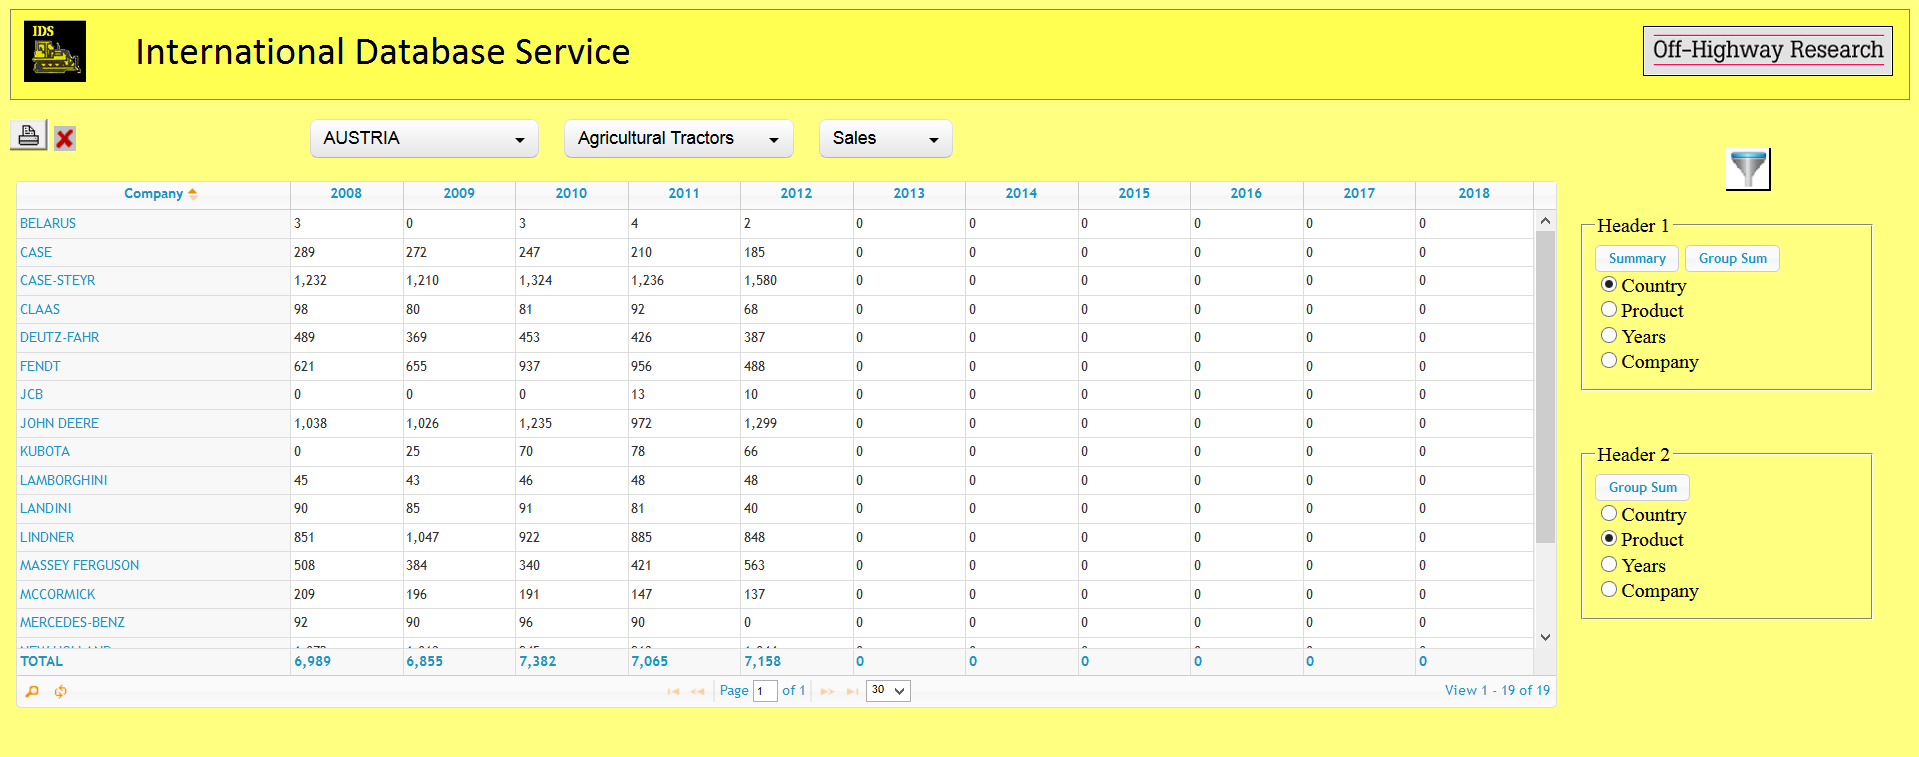 IDS
International Database Service
Off-Highway Research
AUSTRIA
Agricultural Tractors
Sales
Company 2008 2009 2010 2011 2012 2013 2014 2015 2016 2017 2018
BELARUS 3 0 3 4 2 0 0 0 0 0 0
CASE 289 272 247 210 185 0 0 0 0 0 0
CASE-STEYR 1,232 1,210 1,324 1,236 1,580 0 0 0 0 0 0
CLAAS 98 80 81 92 68 0 0 0 0 0 0
DEUTZ-FAHR 489 369 453 426 387 0 0 0 0 0 0
FENDT 621 655 937 956 488 0 0 0 0 0 0
JCB 0 0 0 13 10 0 0 0 0 0 0
JOHN DEERE 1,038 1,026 1,235 972 1,299 0 0 0 0 0 0
KUBOTA 0 25 70 78 66 0 0 0 0 0 0
LAMBORGHINI 45 43 46 48 48 0 0 0 0 0 0
LANDINI 90 85 91 81 40 0 0 0 0 0 0
LINDNER 851 1,047 922 885 848 0 0 0 0 0 0
MASSEY FERGUSON 508 384 340 421 563 0 0 0 0 0 0
MCCORMICK 209 196 191 147 137 0 0 0 0 0 0
MERCEDES-BENZ 92 90 96 90 0 0 0 0 0 0 0
TOTAL 6,989 6,855 7,382 7,065 7,158 0 0 0 0 0 0
Page 1 of 1 30 View 1 - 19 of 19
Header 1
Summary Group Sum
Country
Product
Years
Company
Header 2
Group Sum
Country
Product
Years
Company